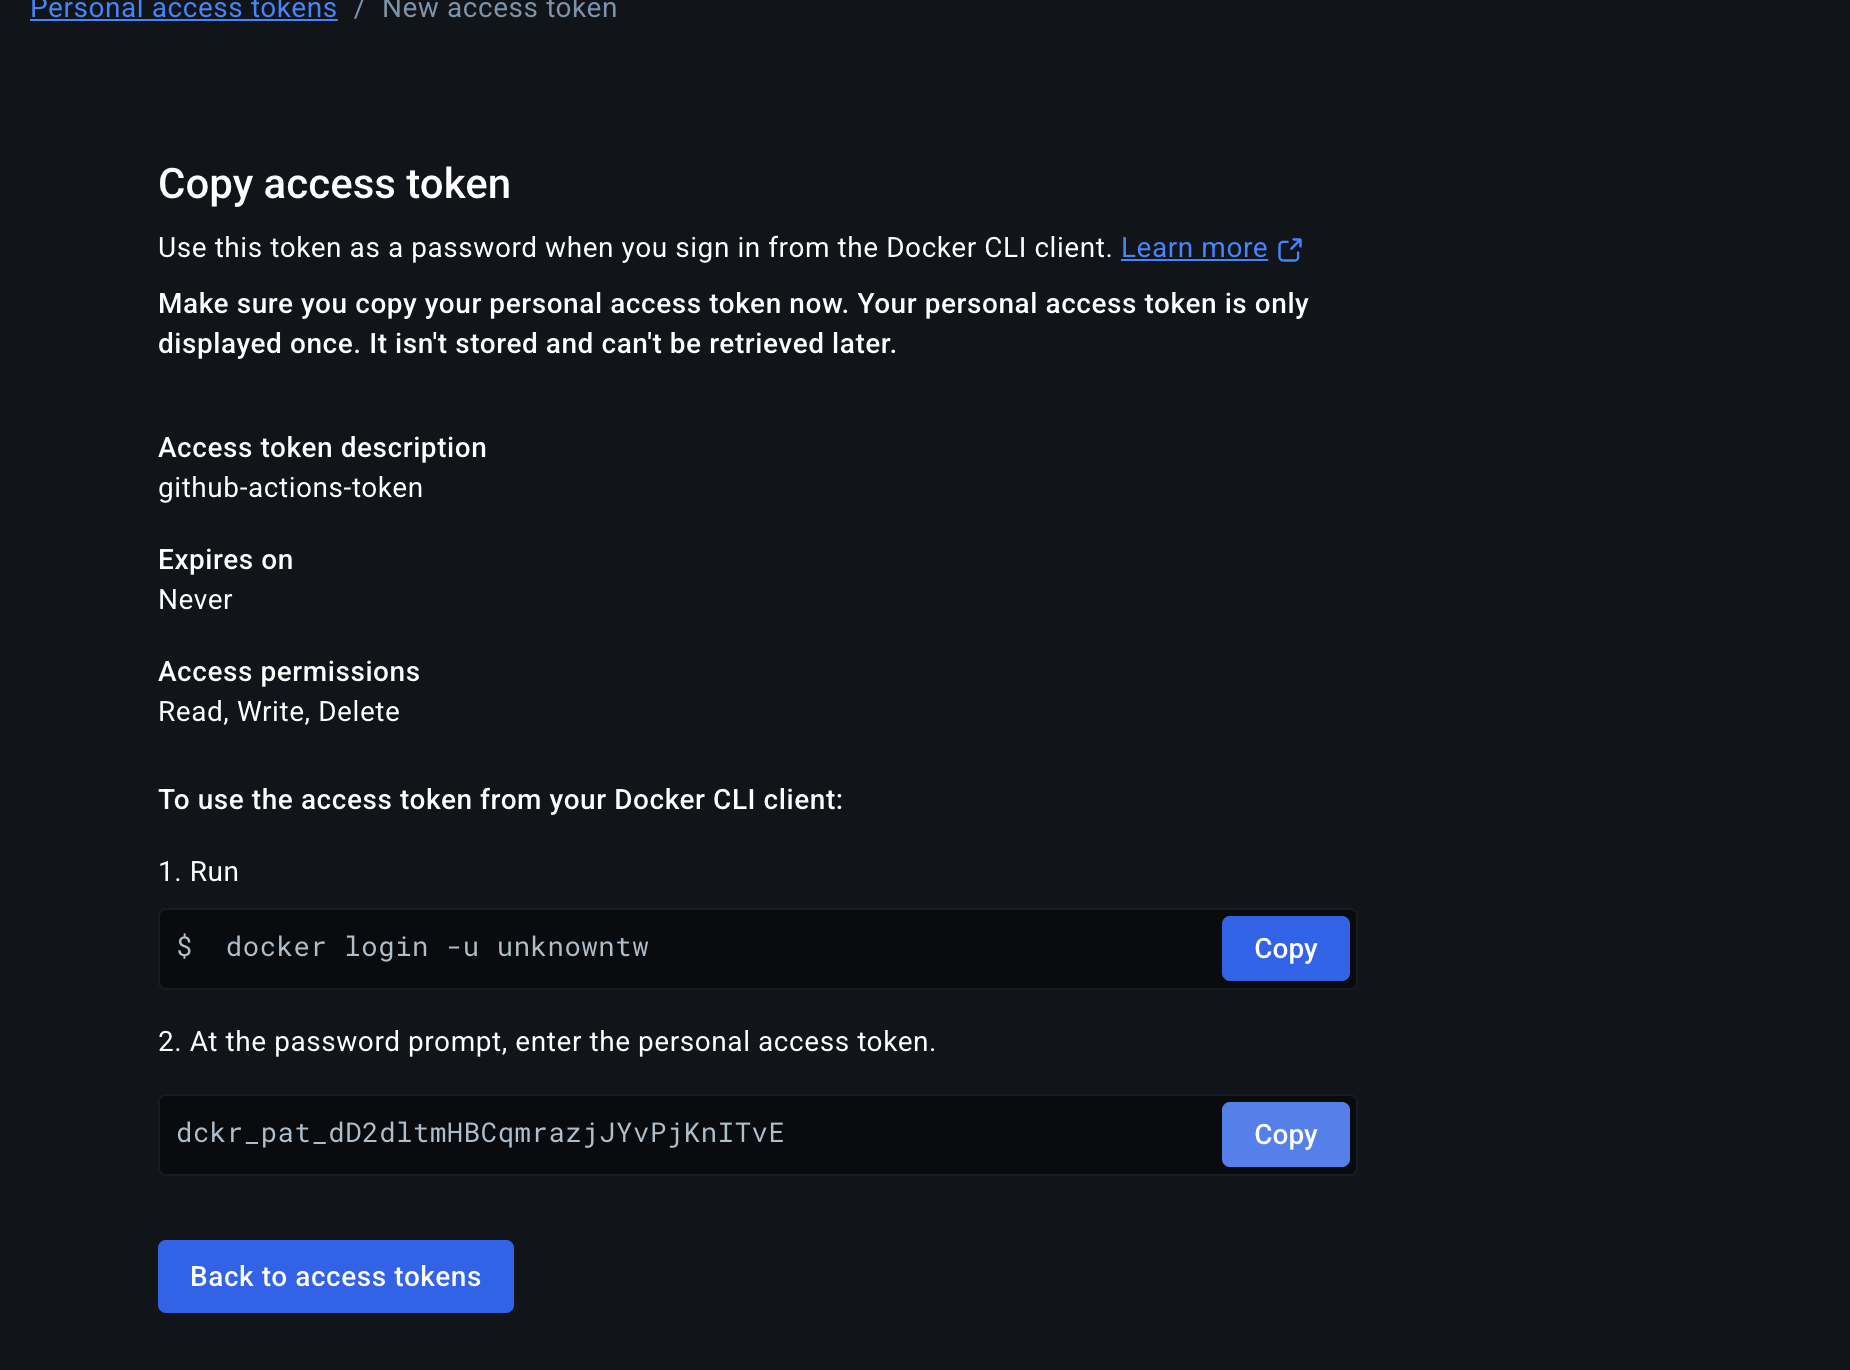 Personal access tokens / New access token
Copy access token
Use this token as a password when you sign in from the Docker CLI client. Learn more
Make sure you copy your personal access token now. Your personal access token is only
displayed once. It isn't stored and can't be retrieved later.
Access token description
github-actions-token
Expires on
Never
Access permissions
Read, Write, Delete
To use the access token from your Docker CLI client:
1. Run
$ docker login -u unknowntw
Copy
2. At the password prompt, enter the personal access token.
dckr_pat_dD2dltmHBCqmrazjJYvPjKnITvE
Copy
Back to access tokens